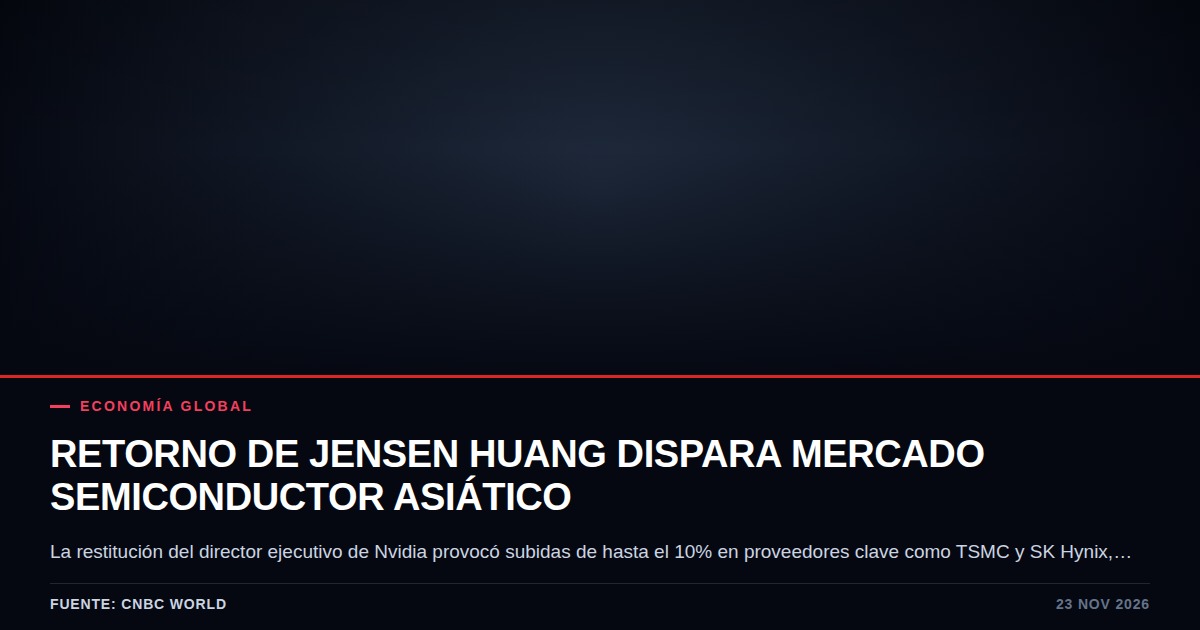 ECONOMÍA GLOBAL
RETORNO DE JENSEN HUANG DISPARA MERCADO
SEMICONDUCTOR ASIÁTICO
La restitución del director ejecutivo de Nvidia provocó subidas de hasta el 10% en proveedores clave como TSMC y SK Hynix,…
FUENTE: CNBC WORLD
23 NOV 2026